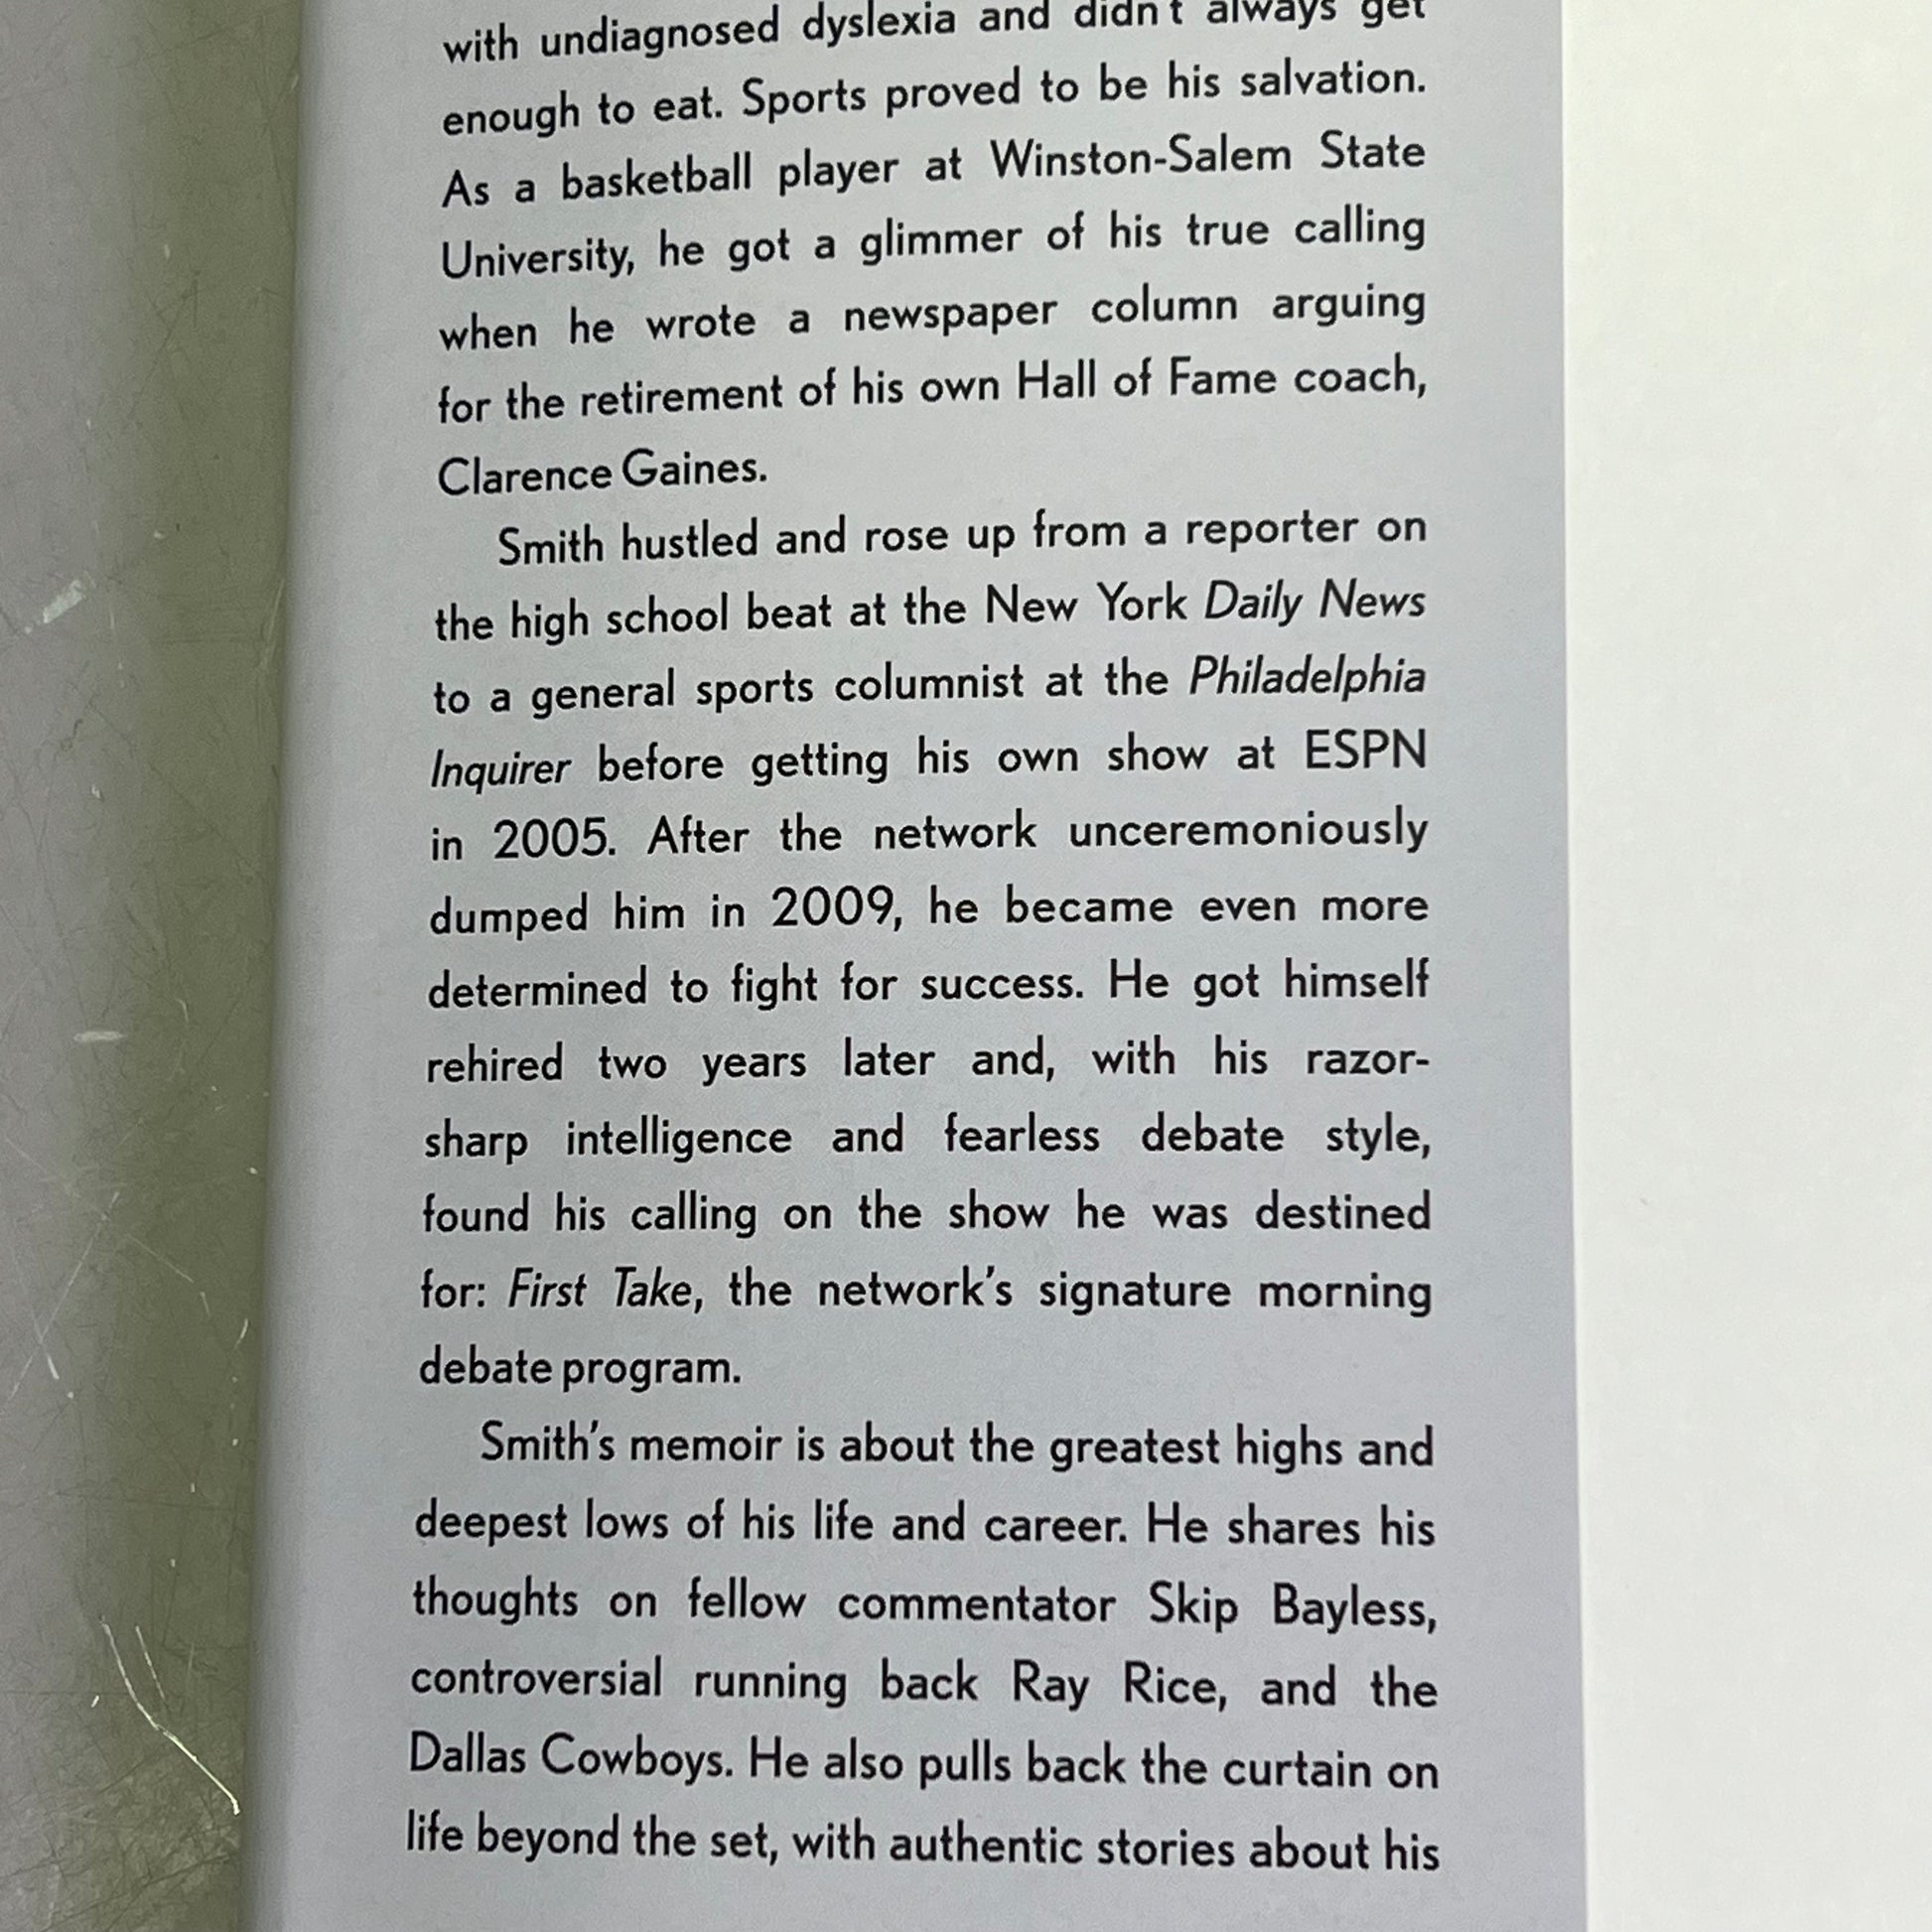 with undiagnosed dyslexia and didn't always get
enough to eat. Sports proved to be his salvation.
As a basketball player at Winston-Salem State
University, he got a glimmer of his true calling
when he wrote a newspaper column arguing
for the retirement of his own Hall of Fame coach,
Clarence Gaines.
Smith hustled and rose up from a reporter on
the high school beat at the New York Daily News
to a general sports columnist at the Philadelphia
Inquirer before getting his own show at ESPN
in 2005. After the network unceremoniously
dumped him in 2009, he became even more
determined to fight for success. He got himself
rehired two years later and, with his razor-
sharp intelligence and fearless debate style,
found his calling on the show he was destined
for: First Take, the network's signature morning
debate program.
Smith's memoir is about the greatest highs and
deepest lows of his life and career. He shares his
thoughts on fellow commentator Skip Bayless,
controversial running back Ray Rice, and the
Dallas Cowboys. He also pulls back the curtain on
life beyond the set, with authentic stories about his